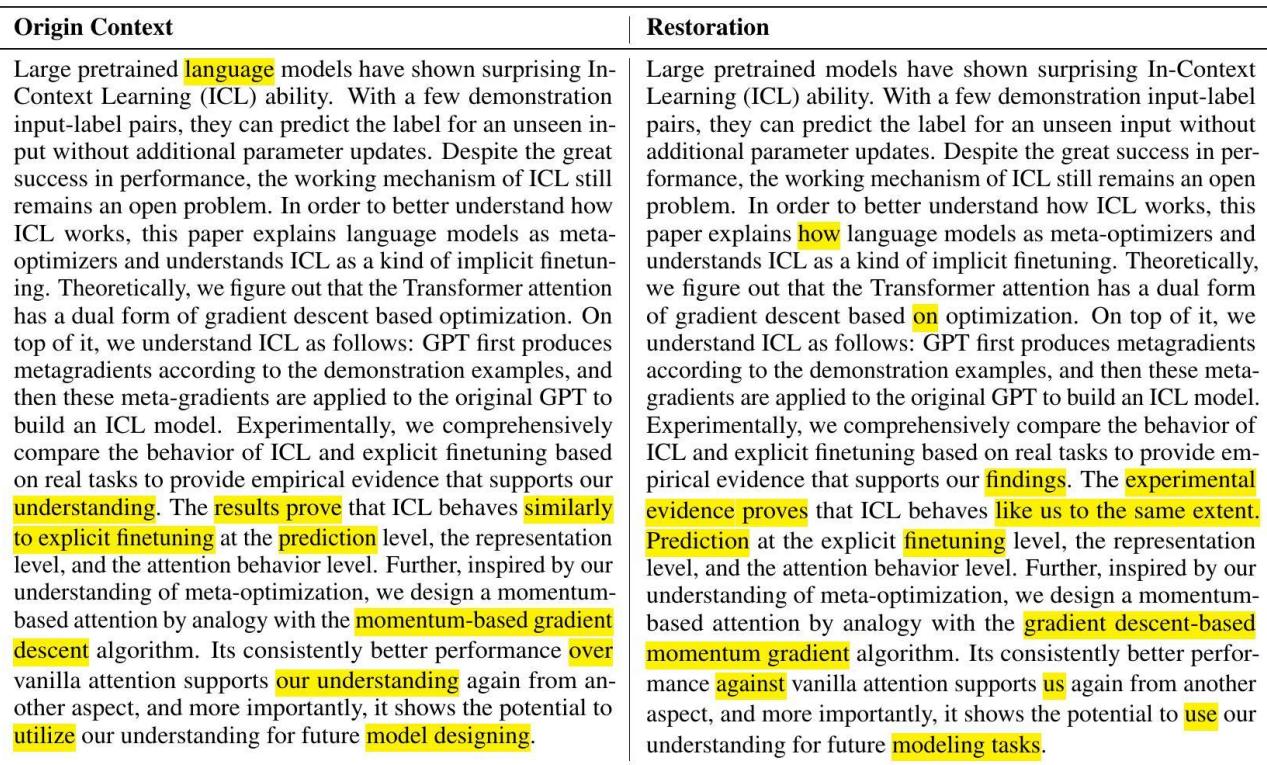 Origin Context
Large pretrained language models have shown surprising In-
Context Learning (ICL) ability. With a few demonstration
input-label pairs, they can predict the label for an unseen in-
put without additional parameter updates. Despite the great
success in performance, the working mechanism of ICL still
remains an open problem. In order to better understand how
ICL works, this paper explains language models as meta-
optimizers and understands ICL as a kind of implicit finetun-
ing. Theoretically, we figure out that the Transformer attention
has a dual form of gradient descent based optimization. On
top of it, we understand ICL as follows: GPT first produces
metagradients according to the demonstration examples, and
then these meta-gradients are applied to the original GPT to
build an ICL model. Experimentally, we comprehensively
compare the behavior of ICL and explicit finetuning based
on real tasks to provide empirical evidence that supports our
understanding. The results prove that ICL behaves similarly
to explicit finetuning at the prediction level, the representation
level, and the attention behavior level. Further, inspired by our
understanding of meta-optimization, we design a momentum-
based attention by analogy with the momentum-based gradient
descent algorithm. Its consistently better performance over
vanilla attention supports our understanding again from an-
other aspect, and more importantly, it shows the potential to
utilize our understanding for future model designing.
Restoration
Large pretrained models have shown surprising In-Context
Learning (ICL) ability. With a few demonstration input-label
pairs, they can predict the label for an unseen input without
additional parameter updates. Despite the great success in per-
formance, the working mechanism of ICL still remains an open
problem. In order to better understand how ICL works, this
paper explains how language models as meta-optimizers and
understands ICL as a kind of implicit finetuning. Theoretically,
we figure out that the Transformer attention has a dual form
of gradient descent based on optimization. On top of it, we
understand ICL as follows: GPT first produces metagradients
according to the demonstration examples, and then these meta-
gradients are applied to the original GPT to build an ICL model.
Experimentally, we comprehensively compare the behavior of
ICL and explicit finetuning based on real tasks to provide em-
pirical evidence that supports our findings. The experimental
evidence proves that ICL behaves like us to the same extent.
Prediction at the explicit finetuning level, the representation
level, and the attention behavior level. Further, inspired by our
understanding of meta-optimization, we design a momentum-
based attention by analogy with the gradient descent-based
momentum gradient algorithm. Its consistently better perfor-
mance against vanilla attention supports us again from another
aspect, and more importantly, it shows the potential to use our
understanding for future modeling tasks.